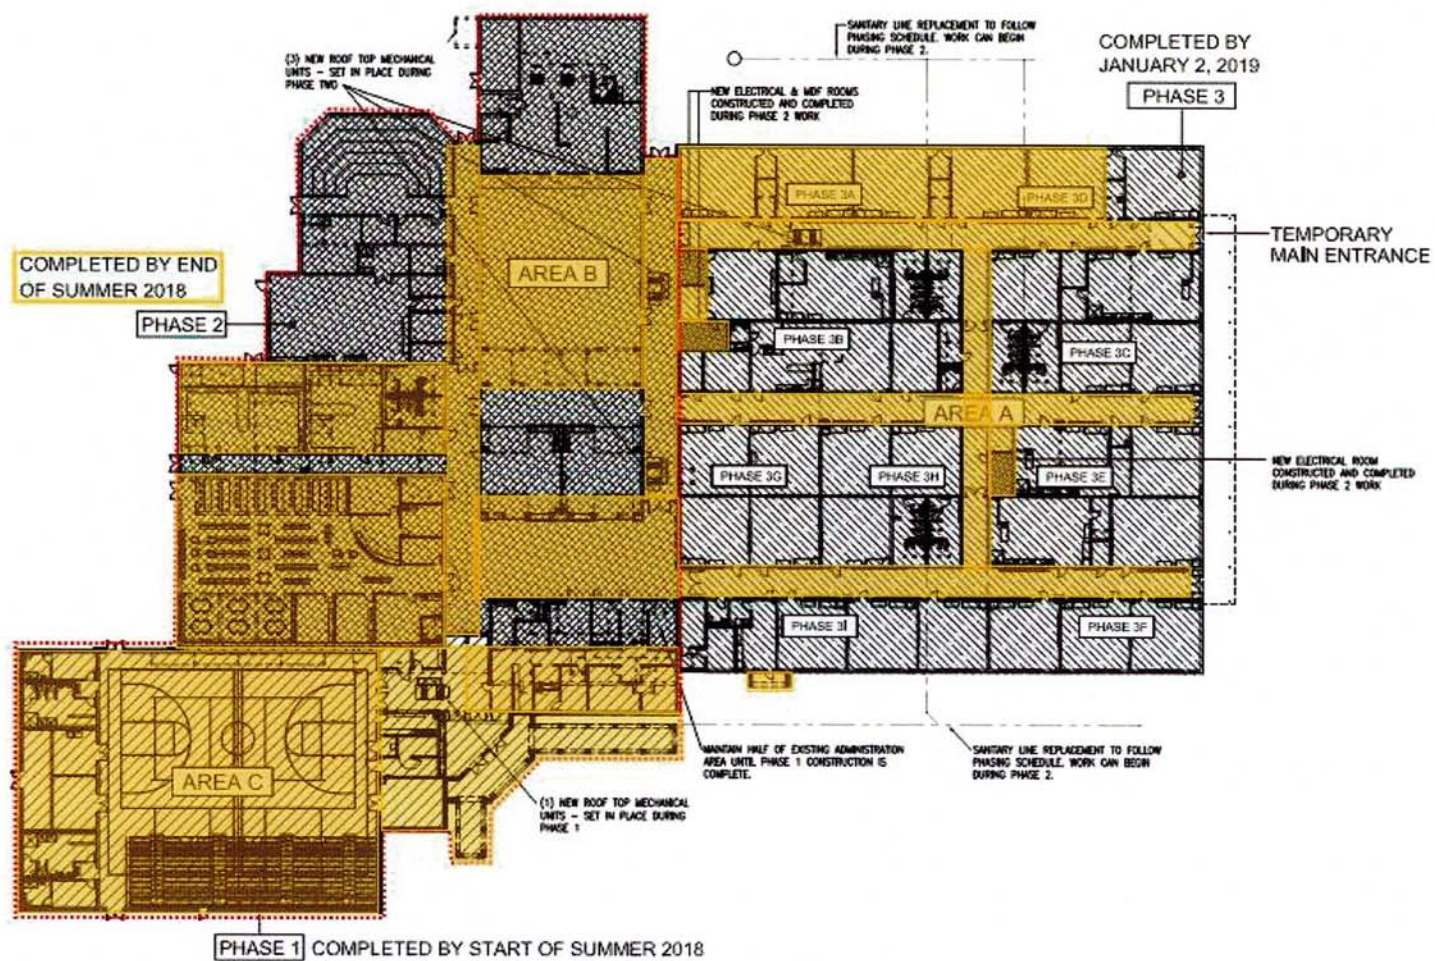 SANITARY LINE REPLACEMENT TO FOLLOW
PHASING SCHEDULE. WORK CAN BEGIN
DURING PHASE 2.
COMPLETED BY
JANUARY 2, 2019
PHASE 3
(3) NEW ROOF TOP MECHANICAL
UNITS – SET IN PLACE DURING
PHASE TWO
NEW ELECTRICAL & MDF ROOMS
CONSTRUCTED AND COMPLETED
DURING PHASE 2 WORK
PHASE 3A
PHASE 3D
TEMPORARY
MAIN ENTRANCE
COMPLETED BY END
OF SUMMER 2018
PHASE 2
AREA B
PHASE 3B
PHASE 3C
AREA A
PHASE 3G
PHASE 3H
PHASE 3E
NEW ELECTRICAL ROOM
CONSTRUCTED AND COMPLETED
DURING PHASE 2 WORK
PHASE 3I
PHASE 3F
MAINTAIN HALF OF EXISTING ADMINISTRATION
AREA UNTIL PHASE 1 CONSTRUCTION IS
COMPLETE.
SANITARY LINE REPLACEMENT TO FOLLOW
PHASING SCHEDULE. WORK CAN BEGIN
DURING PHASE 2.
AREA C
(1) NEW ROOF TOP MECHANICAL
UNITS – SET IN PLACE DURING
PHASE 1
PHASE 1 COMPLETED BY START OF SUMMER 2018